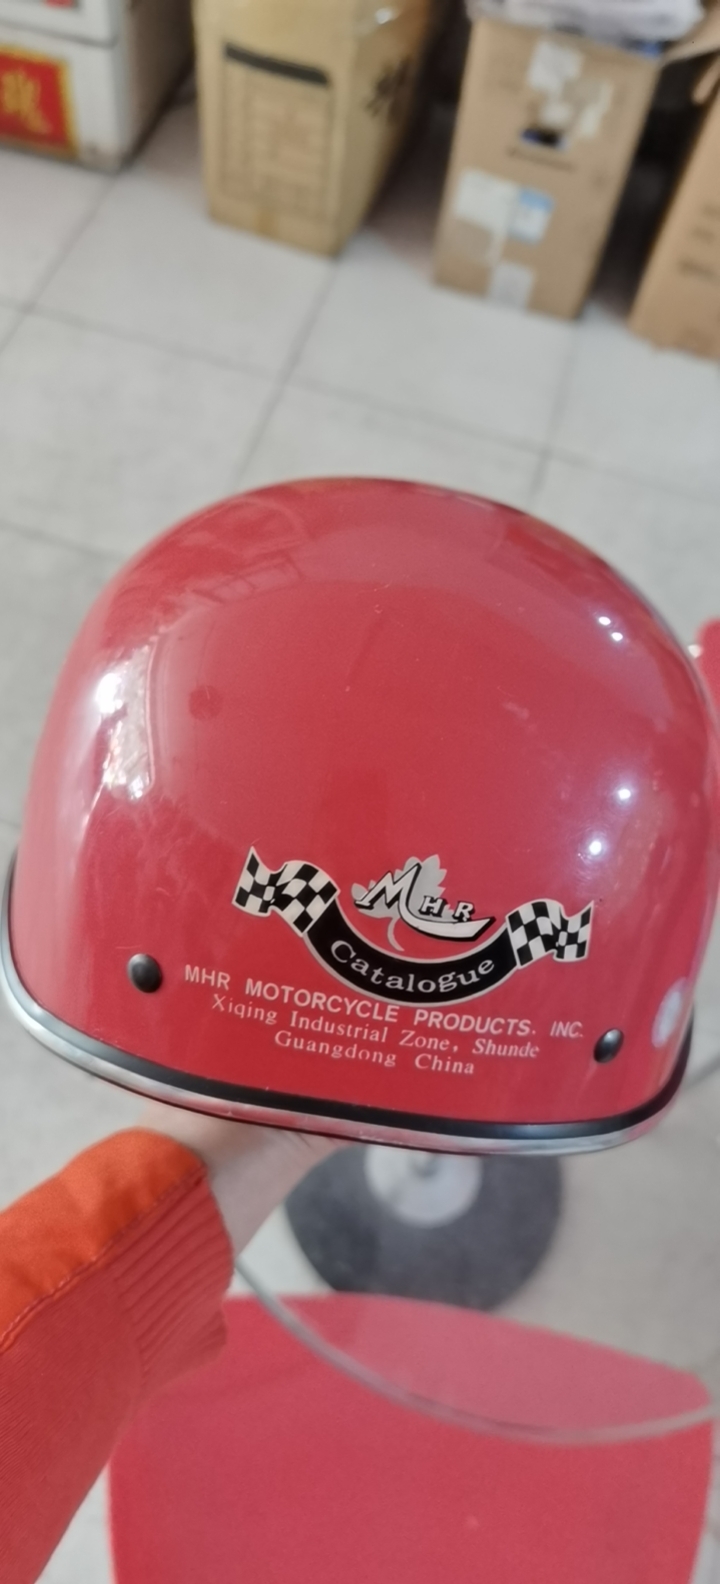 MHR
Catalogue
MHR MOTORCYCLE PRODUCTS. INC.
Xiqing Industrial Zone, Shunde
Guangdong China